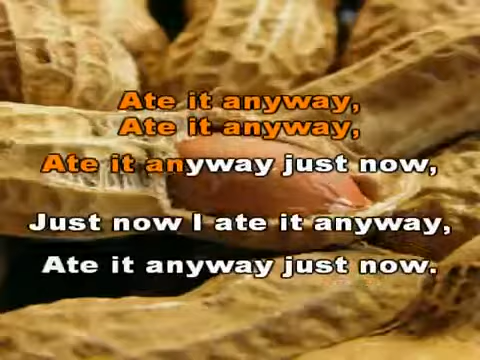 Ate it anyway,
Ate it anyway,
Ate it anyway just now,
Just now I ate it anyway,
Ate it anyway just now.